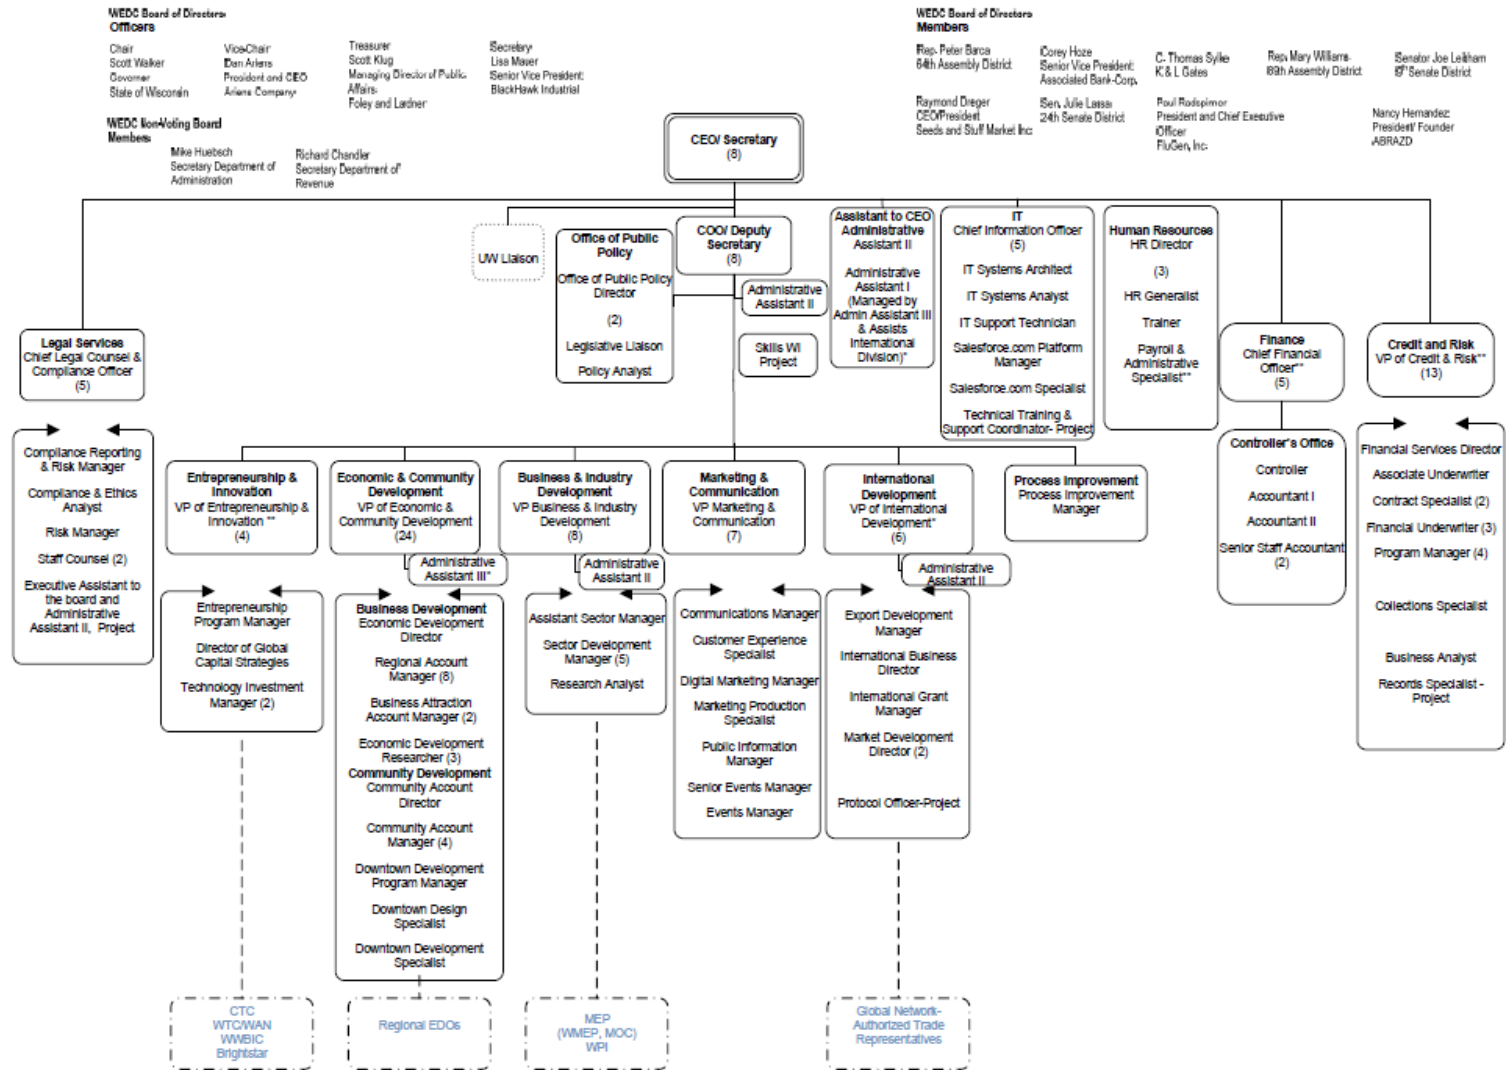 WEDC Board of Directors
Officers
Chair
Scott Walker
Governor
State of Wisconsin
Vice-Chair
Dan Ariens
President and CEO
Ariens Company
Treasurer
Scott Klug
Managing Director of Public
Affairs
Foley and Lardner
Secretary
Lisa Mauer
Senior Vice President
BlackHawk Industrial
WEDC Non-Voting Board
Members
Mike Huebsch
Secretary Department of
Administration
Richard Chandler
Secretary Department of
Revenue
WEDC Board of Directors
Members
Rep. Peter Barca
64th Assembly District
Corey Hoze
Senior Vice President
Associated Bank-Corp.
C. Thomas Sylke
K & L Gates
Rep. Mary Williams
Assembly District
Senator Joe Leibham
9th Senate District
Raymond Dreger
CEO/President
Seeds and Stuff Market Inc
Sen. Julie Lassa
24th Senate District
Paul Radspinner
President and Chief Executive
Officer
FluGen, Inc.
Nancy Hernandez
President/ Founder
ABRAZO
CEO/ Secretary
(8)
UW Liaison
Office of Public
Policy
Office of Public Policy
Director
(2)
Legislative Liaison
Policy Analyst
COO/ Deputy
Secretary
(8)
Administrative
Assistant II
Skills WI
Project
Assistant to CEO
Administrative
Assistant II
Administrative
Assistant I
(Managed by
Admin Assistant III
& Assists
International
Division)*
IT
Chief Information Officer
(5)
IT Systems Architect
IT Systems Analyst
IT Support Technician
Salesforce.com Platform
Manager
Salesforce.com Specialist
Technical Training &
Support Coordinator- Project
Human Resources
HR Director
(3)
HR Generalist
Trainer
Payroll &
Administrative
Specialist**
Legal Services
Chief Legal Counsel &
Compliance Officer
(5)
Finance
Chief Financial
Officer**
(5)
Credit and Risk
VP of Credit & Risk**
(13)
Compliance Reporting
& Risk Manager
Compliance & Ethics
Analyst
Risk Manager
Staff Counsel (2)
Executive Assistant to
the board and
Administrative
Assistant II, Project
Entrepreneurship &
Innovation
VP of Entrepreneurship &
Innovation **
(4)
Economic & Community
Development
VP of Economic &
Community Development
(24)
Administrative
Assistant III*
Business & Industry
Development
VP Business & Industry
Development
(8)
Administrative
Assistant II
Marketing &
Communication
VP Marketing &
Communication
(7)
International
Development
VP of International
Development*
(6)
Administrative
Assistant II
Process Improvement
Process Improvement
Manager
Controller's Office
Controller
Accountant I
Accountant II
Senior Staff Accountant
(2)
Financial Services Director
Associate Underwriter
Contract Specialist (2)
Financial Underwriter (3)
Program Manager (4)
Collections Specialist
Business Analyst
Records Specialist -
Project
Entrepreneurship
Program Manager
Director of Global
Capital Strategies
Technology Investment
Manager (2)
Business Development
Economic Development
Director
Regional Account
Manager (8)
Business Attraction
Account Manager (2)
Economic Development
Researcher (3)
Community Development
Community Account
Director
Community Account
Manager (4)
Downtown Development
Program Manager
Downtown Design
Specialist
Downtown Development
Specialist
Assistant Sector Manager
Sector Development
Manager (5)
Research Analyst
Communications Manager
Customer Experience
Specialist
Digital Marketing Manager
Marketing Production
Specialist
Public Information
Manager
Senior Events Manager
Events Manager
Export Development
Manager
International Business
Director
International Grant
Manager
Market Development
Director (2)
Protocol Officer-Project
CTC
WTC/WAN
WWBIC
Brightstar
Regional EDOs
MEP
(WMEP, MOC)
WPI
Global Network-
Authorized Trade
Representatives